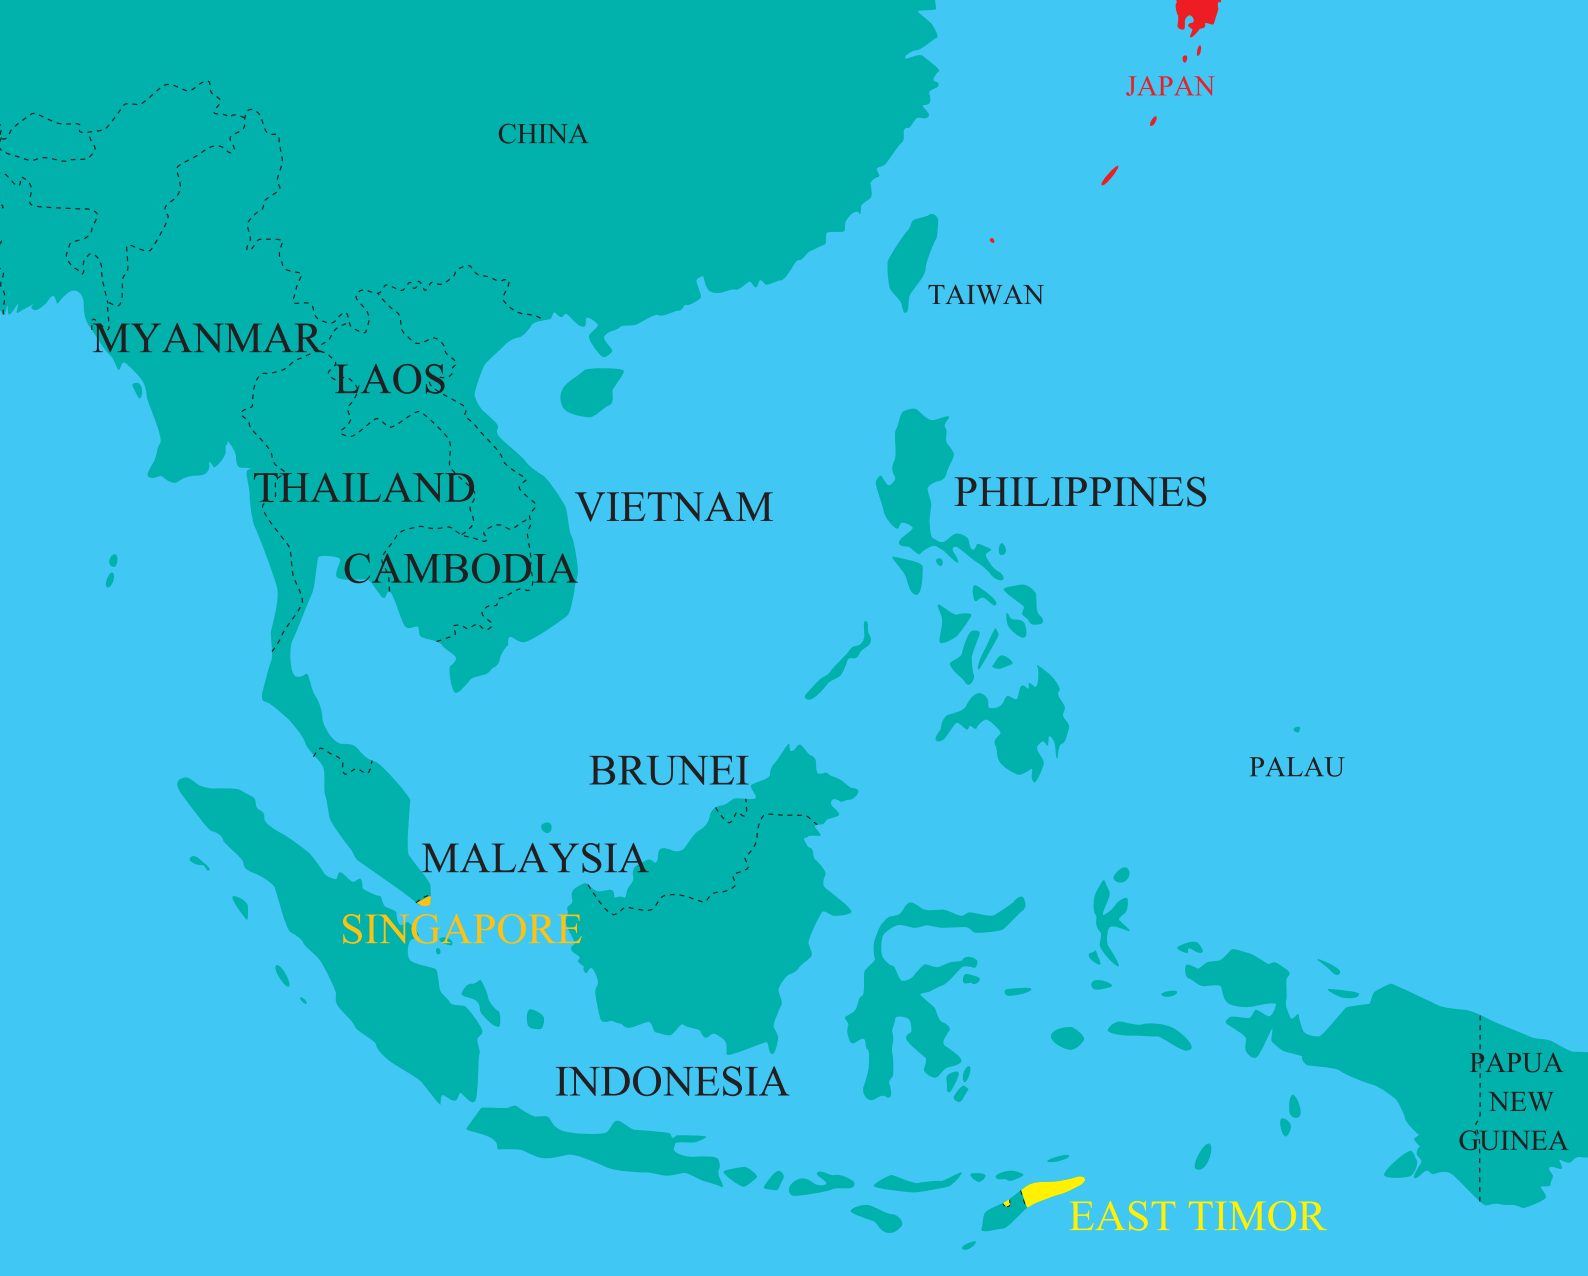 JAPAN
CHINA
TAIWAN
MYANMAR
LAOS
THAILAND
VIETNAM
PHILIPPINES
CAMBODIA
BRUNEI
PALAU
MALAYSIA
SINGAPORE
INDONESIA
PAPUA
NEW
GUINEA
EAST TIMOR